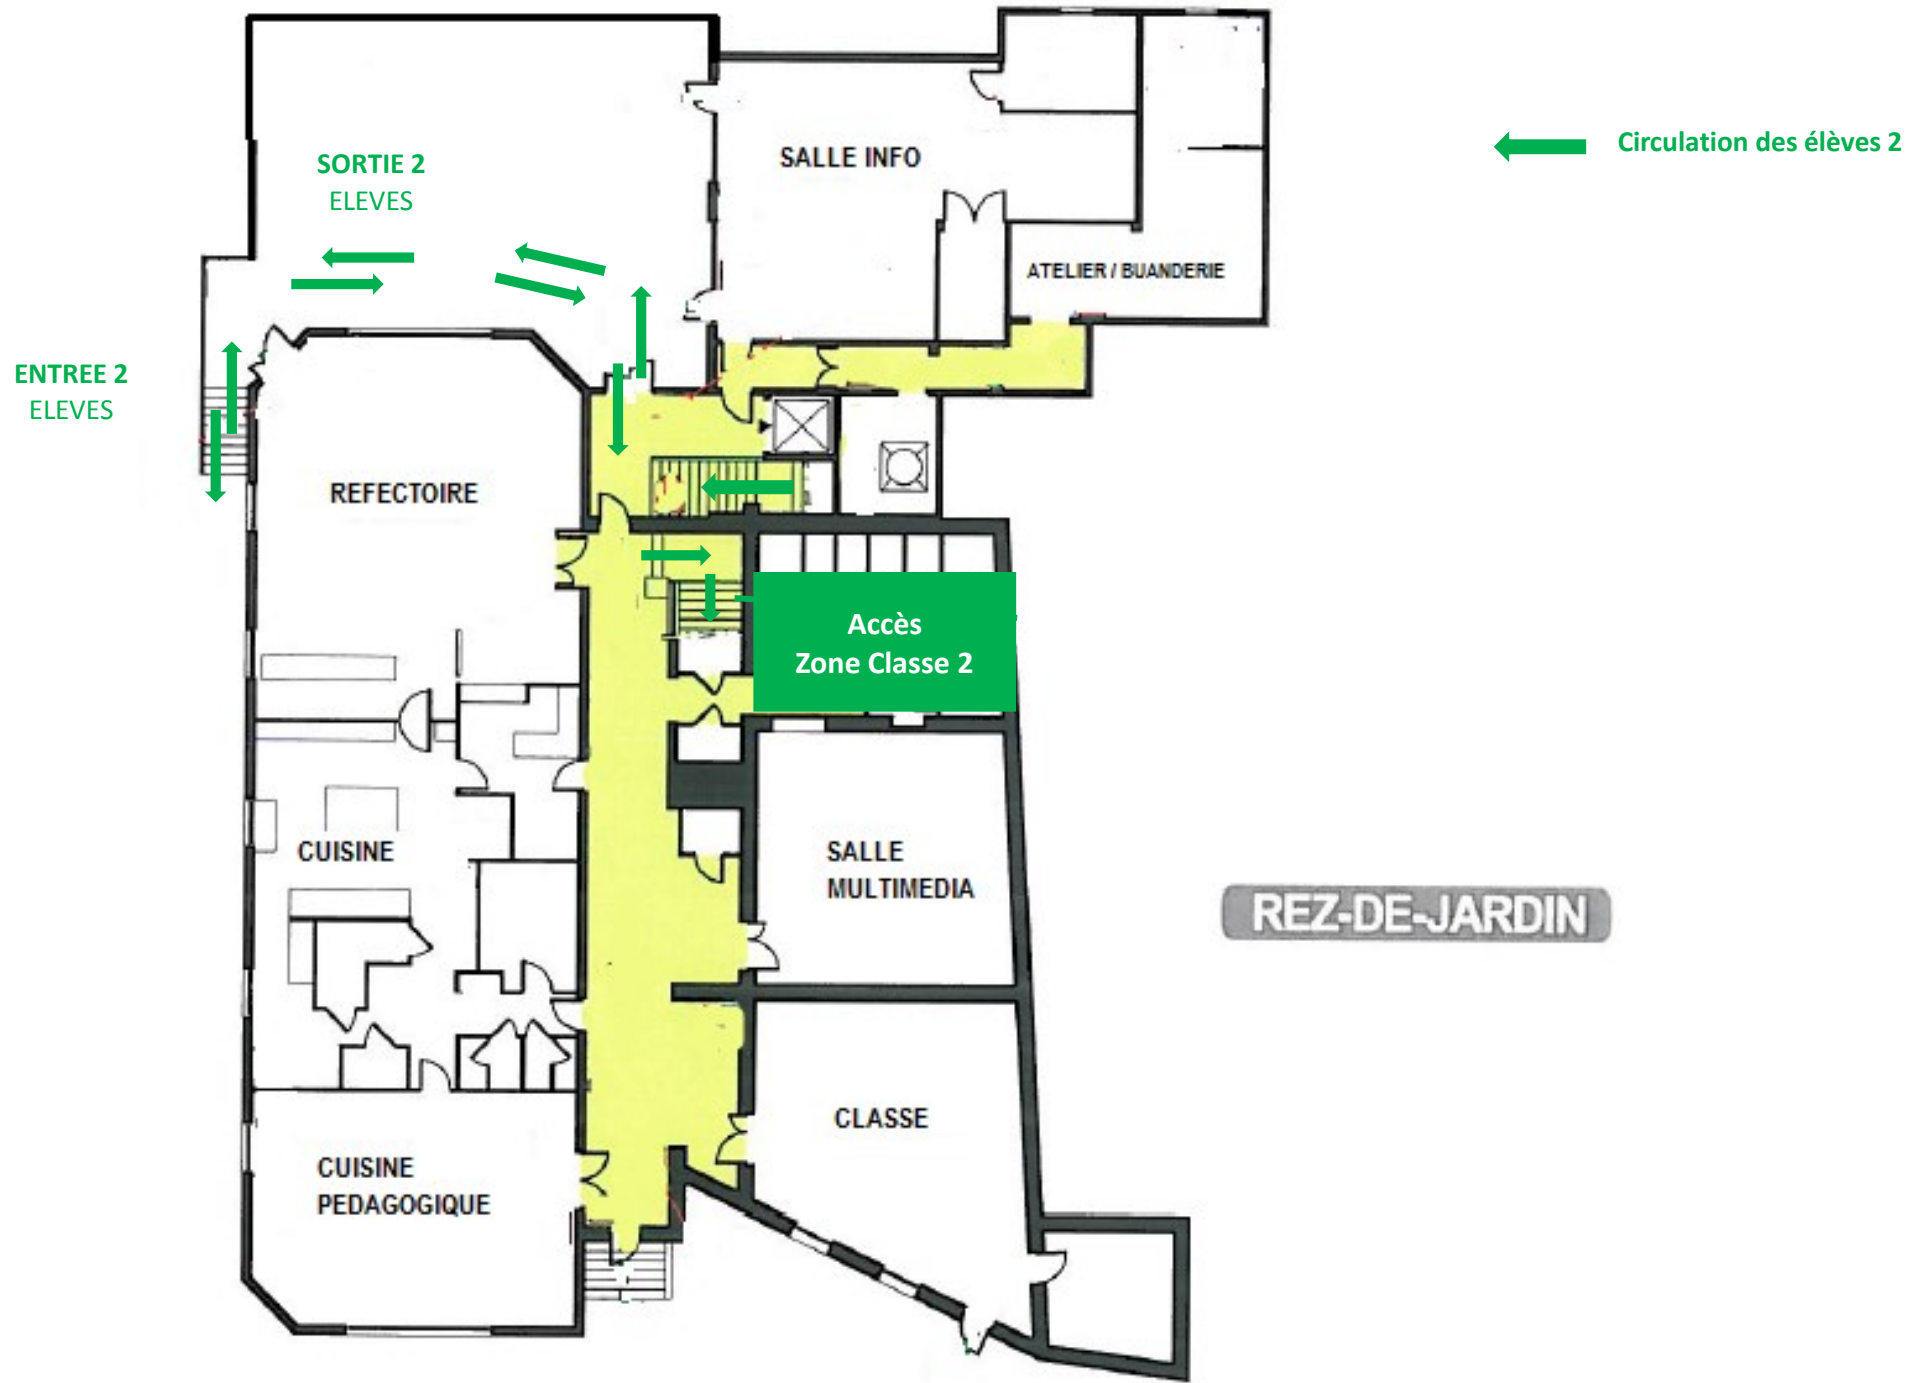 SALLE INFO
Circulation des élèves 2
SORTIE 2
ELEVES
ATELIER / BUANDERIE
ENTREE 2
ELEVES
REFECTOIRE
Accès
Zone Classe 2
CUISINE
SALLE
MULTIMEDIA
REZ-DE-JARDIN
CLASSE
CUISINE
PEDAGOGIQUE